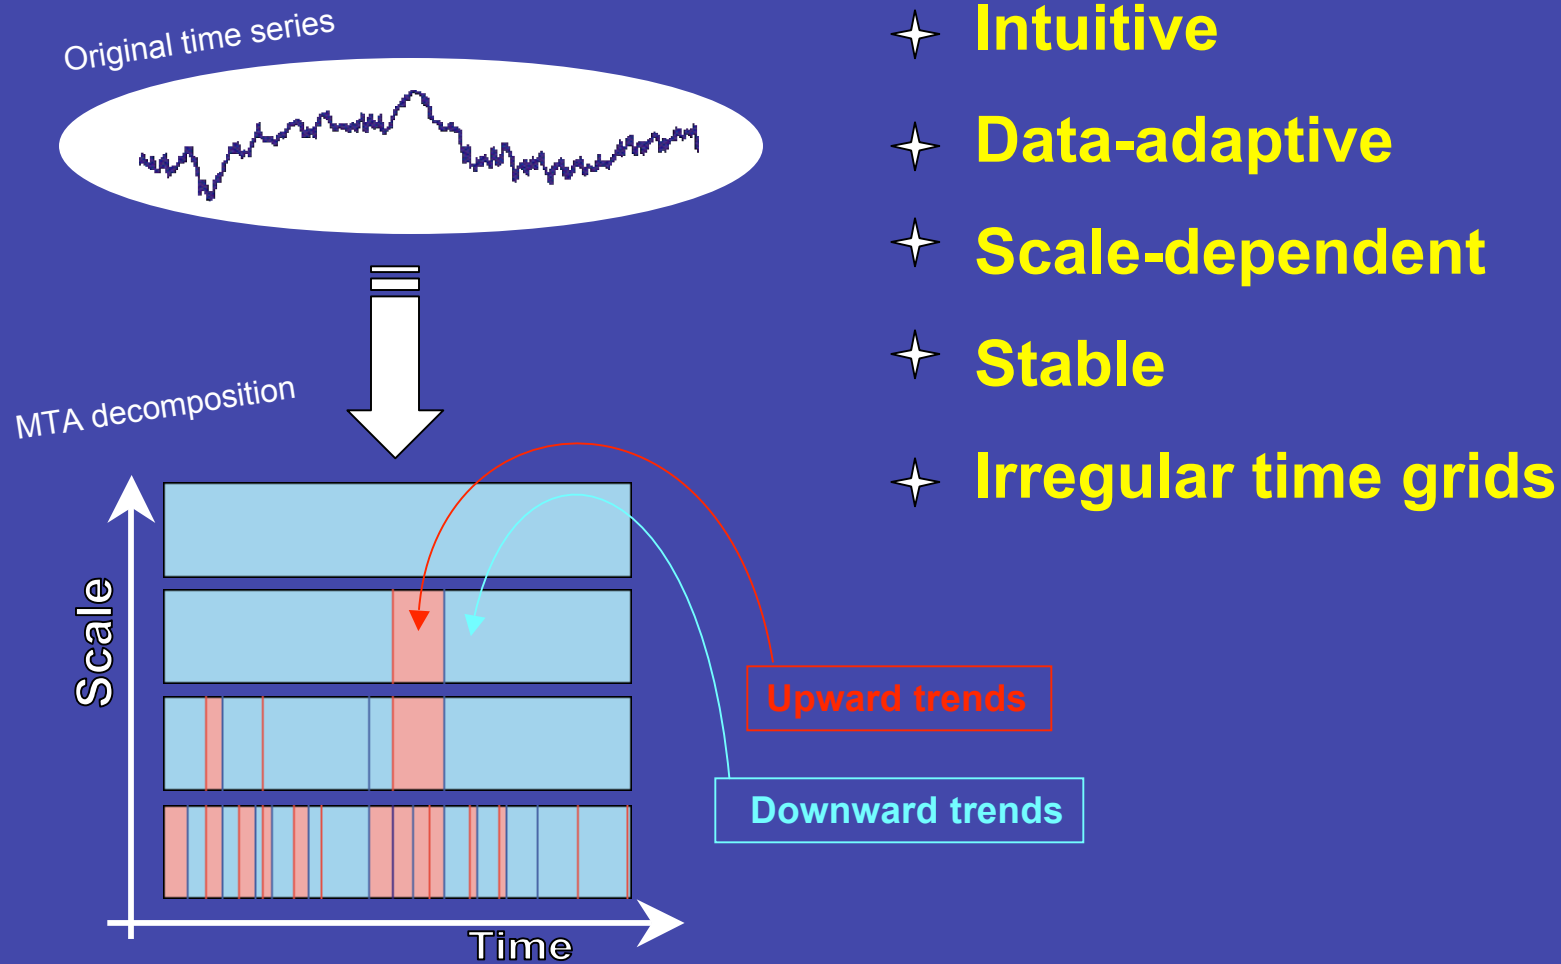 Original time series
MTA decomposition
Scale
Time
Upward trends
Downward trends
Intuitive
Data-adaptive
Scale-dependent
Stable
Irregular time grids